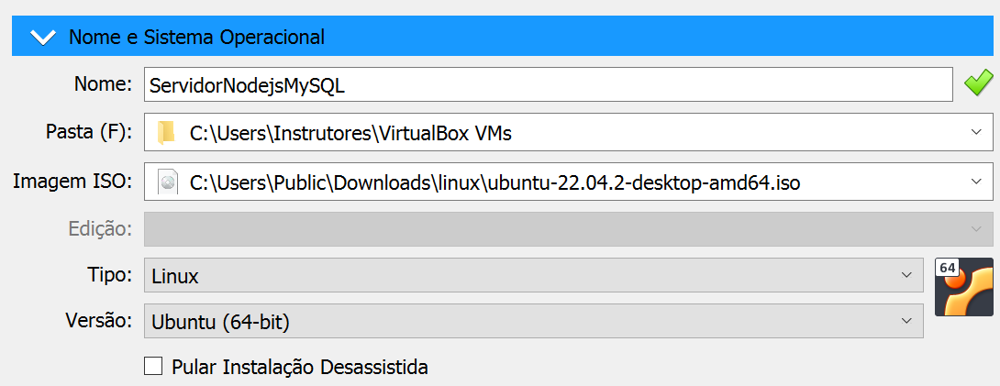 Nome e Sistema Operacional
Nome: ServidorNodejsMySQL
Pasta (F): C:\Users\Instrutores\VirtualBox VMs
Imagem ISO: C:\Users\Public\Downloads\linux\ubuntu-22.04.2-desktop-amd64.iso
Edição:
Tipo: Linux
64
Versão: Ubuntu (64-bit)
Pular Instalação Desassistida